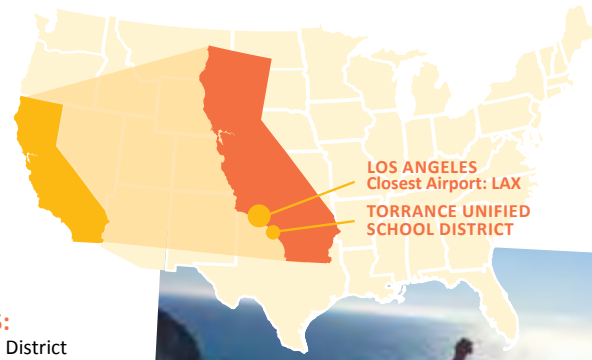 LOS ANGELES
Closest Airport: LAX
TORRANCE UNIFIED
SCHOOL DISTRICT
:
District